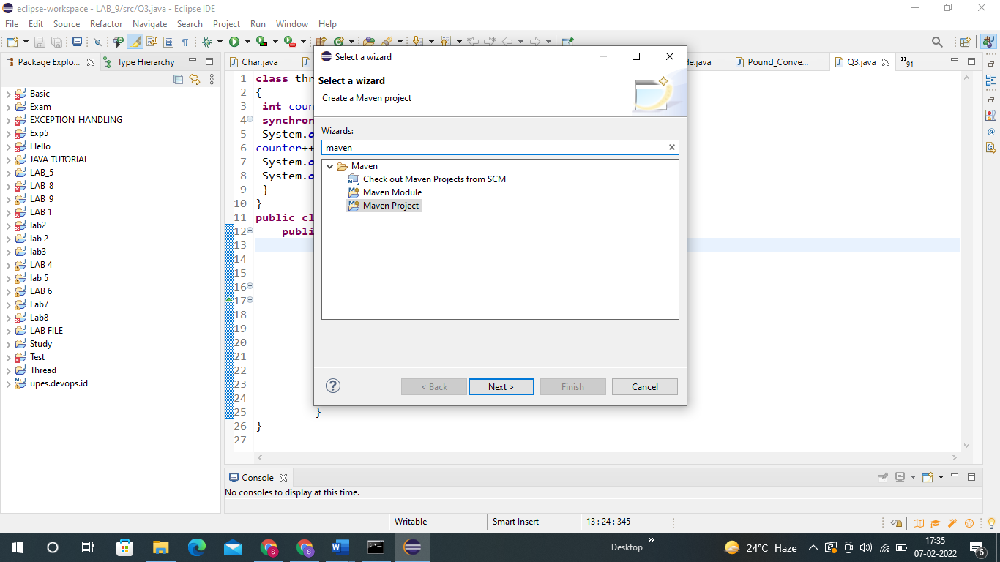 eclipse-workspace - LAB_9/src/Q3.java - Eclipse IDE
File Edit Source Refactor Navigate Search Project Run Window Help
Package Explo... Type Hierarchy
Char.java
de.java
Pound_Conve...
Q3.java
»91
Basic
Exam
EXCEPTION_HANDLING
Exp5
Hello
JAVA TUTORIAL
LAB_5
LAB_8
LAB_9
LAB 1
lab2
lab 2
lab3
LAB 4
lab 5
LAB 6
Lab7
Lab8
LAB FILE
Study
Test
Thread
upes.devops.id
1 class thr
2 {
3 int coun
4 synchron
5 System.o
6 counter++
7 System.o
8 System.o
9 }
10 }
11 public cl
12 publi
13
14
15
16
17
18
19
20
21
22
23
24
25 }
26 }
27
Select a wizard
Select a wizard
Create a Maven project
Wizards:
maven
Maven
Check out Maven Projects from SCM
Maven Module
Maven Project
< Back Next > Finish Cancel
Console
No consoles to display at this time.
Writable Smart Insert 13 : 24 : 345
Desktop »
24°C Haze
17:35
07-02-2022
6